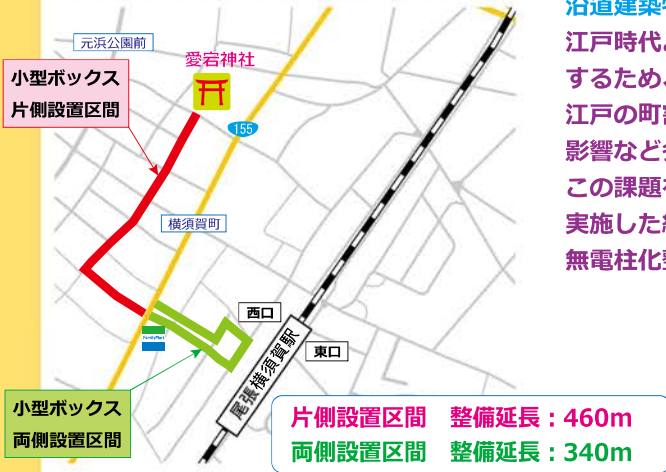 元浜公園前
愛宕神社
小型ボックス
片側設置区間
155
横須賀町
西口
FamilyMart
尾張横須賀駅
東口
小型ボックス
両側設置区間
片側設置区間 整備延長：460m
両側設置区間 整備延長：340m
沿道建築
江戸時代
するため、
江戸の町
影響など
この課題
実施した
無電柱化